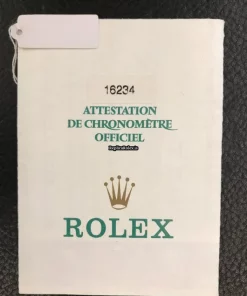 16234
ATTESTATION
DE CHRONOMÈTRE
OFFICIEL
ROLEX